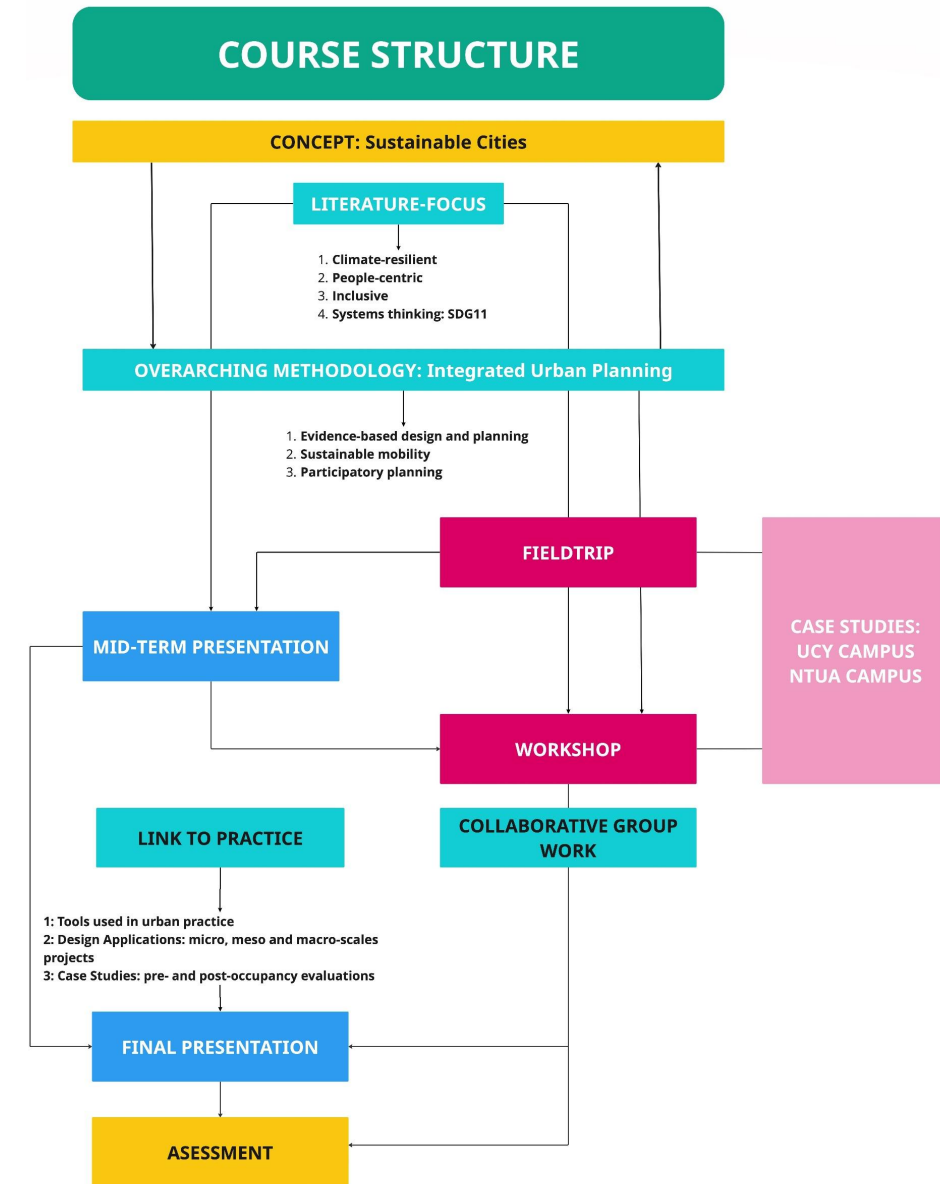 COURSE STRUCTURE
CONCEPT: Sustainable Cities
LITERATURE-FOCUS
1. Climate-resilient
2. People-centric
3. Inclusive
4. Systems thinking: SDG11
OVERARCHING METHODOLOGY: Integrated Urban Planning
1. Evidence-based design and planning
2. Sustainable mobility
3. Participatory planning
FIELDTRIP
CASE STUDIES:
UCY CAMPUS
NTUA CAMPUS
MID-TERM PRESENTATION
WORKSHOP
LINK TO PRACTICE
COLLABORATIVE GROUP
WORK
1: Tools used in urban practice
2: Design Applications: micro, meso and macro-scales
projects
3: Case Studies: pre- and post-occupancy evaluations
FINAL PRESENTATION
ASESSMENT